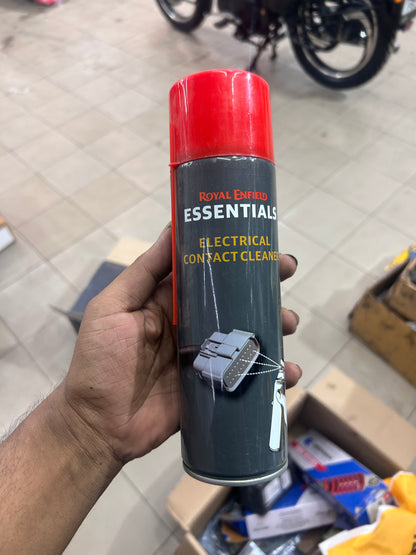 ROYAL ENFIELD
ESSENTIALS
ELECTRICAL
CONTACT CLEANER